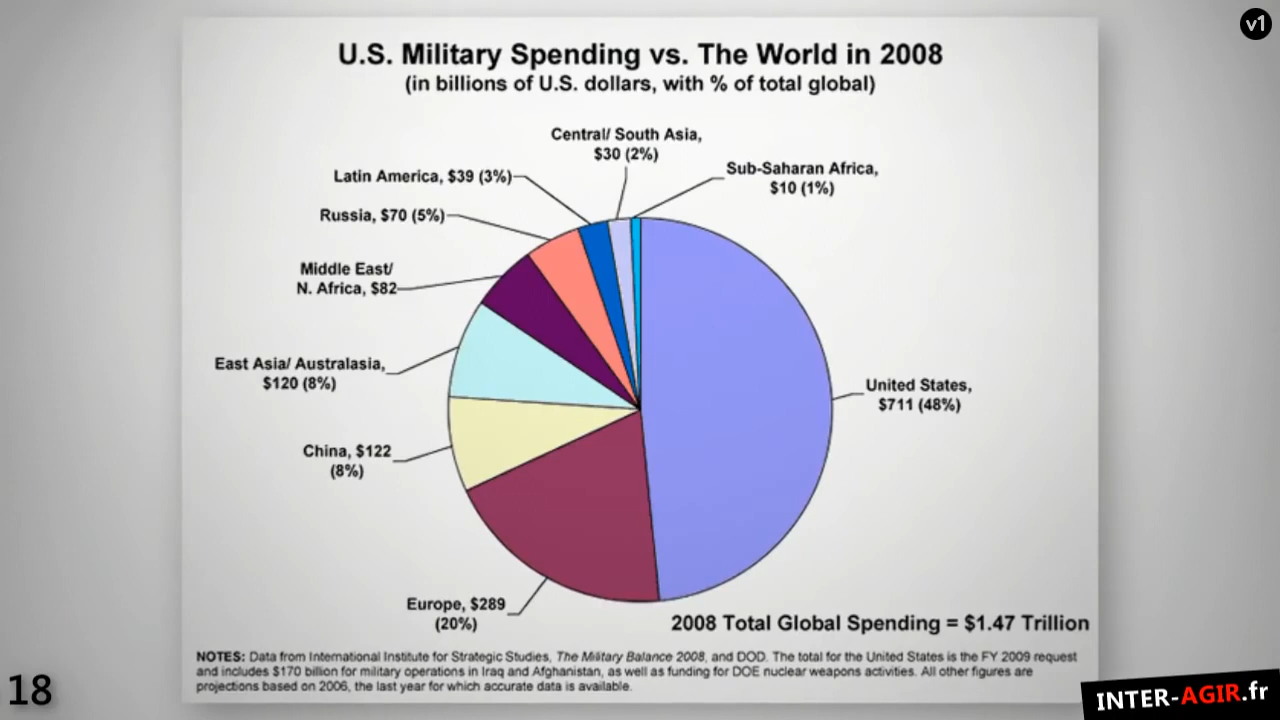 v1
U.S. Military Spending vs. The World in 2008
(in billions of U.S. dollars, with % of total global)
Central/ South Asia,
$30 (2%)
Sub-Saharan Africa,
$10 (1%)
Latin America, $39 (3%)
Russia, $70 (5%)
Middle East/
N. Africa, $82
East Asia/ Australasia,
$120 (8%)
United States,
$711 (48%)
China, $122
(8%)
Europe, $289
(20%)
2008 Total Global Spending = $1.47 Trillion
NOTES: Data from International Institute for Strategic Studies, The Military Balance 2008, and DOD. The total for the United States is the FY 2009 request
and includes $170 billion for military operations in Iraq and Afghanistan, as well as funding for DOE nuclear weapons activities. All other figures are
projections based on 2006, the last year for which accurate data is available.
18
INTER-AGIR.fr